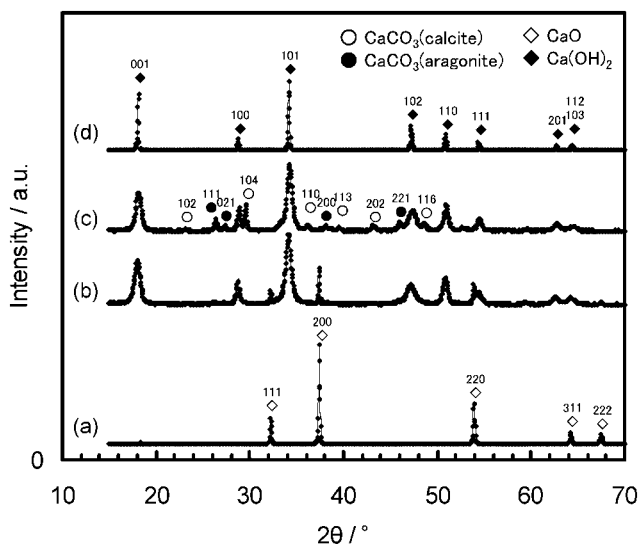 ○ CaCO₃(calcite) ◇ CaO
● CaCO₃(aragonite) ◆ Ca(OH)₂
001 100 101 102 110 111 201 112
103
(d)
102 111 021 104 110 200 113 202 221 116
(c)
(b)
111 200 220 311 222
(a)
0
10 20 30 40 50 60 70
2θ / °
Intensity / a.u.